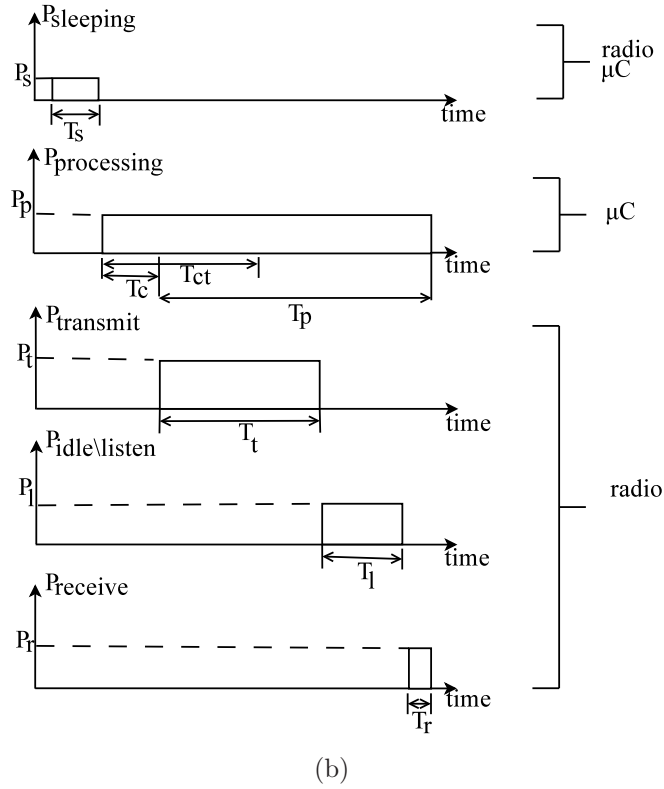 Psleeping
Ps
Ts
time
radio
μC
Pprocessing
Pp
time
Tc
Tct
Tp
μC
Ptransmit
Pt
Tt
time
Pidle\listen
Pl
Tl
time
radio
Preceive
Pr
Tr
time
(b)